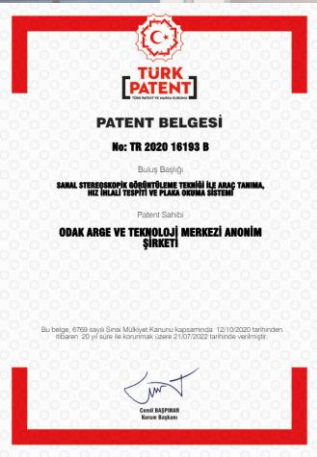 TÜRK
PATENT
TÜRK PATENT VE MARKA KURUMU
PATENT BELGESİ
No: TR 2020 16193 B
Buluş Başlığı
SANAL STEREOSKOPİK GÖRÜNTÜLEME TEKNİĞİ İLE ARAÇ TANIMA,
HIZ İHLALİ TESPİTİ VE PLAKA OKUMA SİSTEMİ
Patent Sahibi
ODAK ARGE VE TEKNOLOJİ MERKEZİ ANONİM
ŞİRKETİ
Bu belge, 6769 sayılı Sınai Mülkiyet Kanunu kapsamında 12/10/2020 tarihinden
itibaren 20 yıl süre ile korunmak üzere 21/07/2022 tarihinde verilmiştir.
Cemil BAŞPINAR
Kurum Başkanı